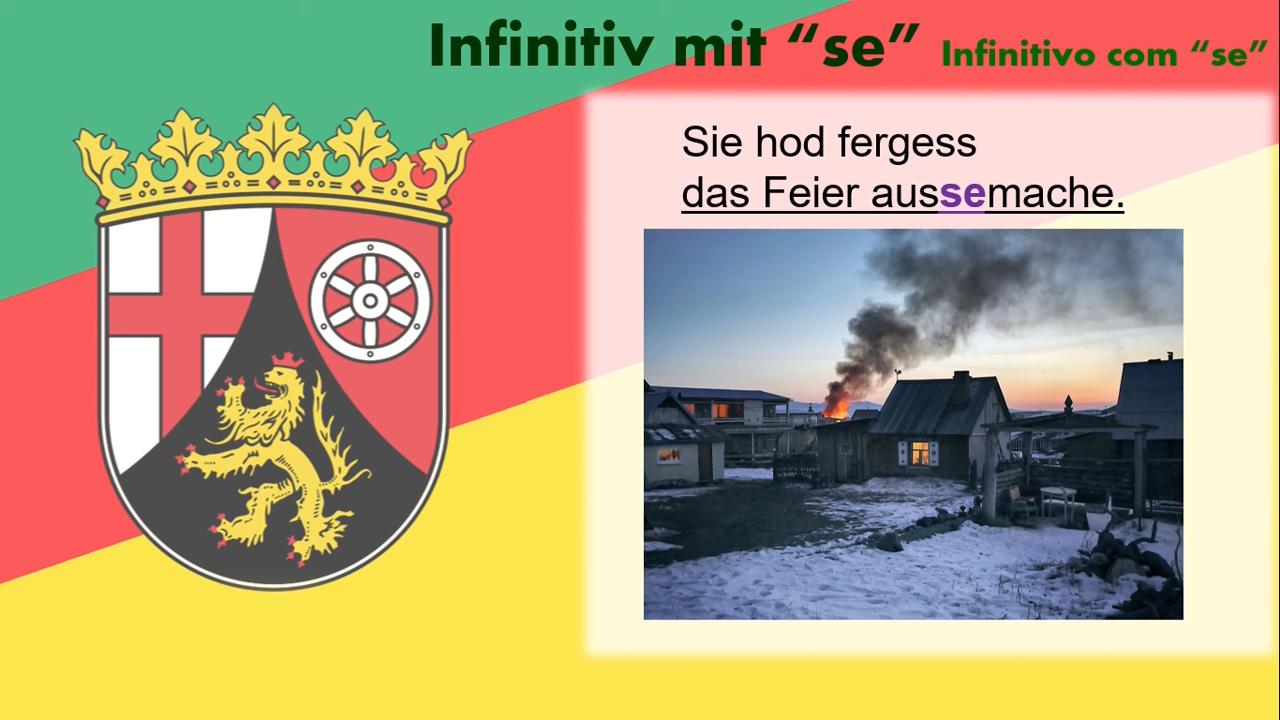 Infinitiv mit “se” Infinitivo com “se”
Sie hod fergess
das Feier aussemache.